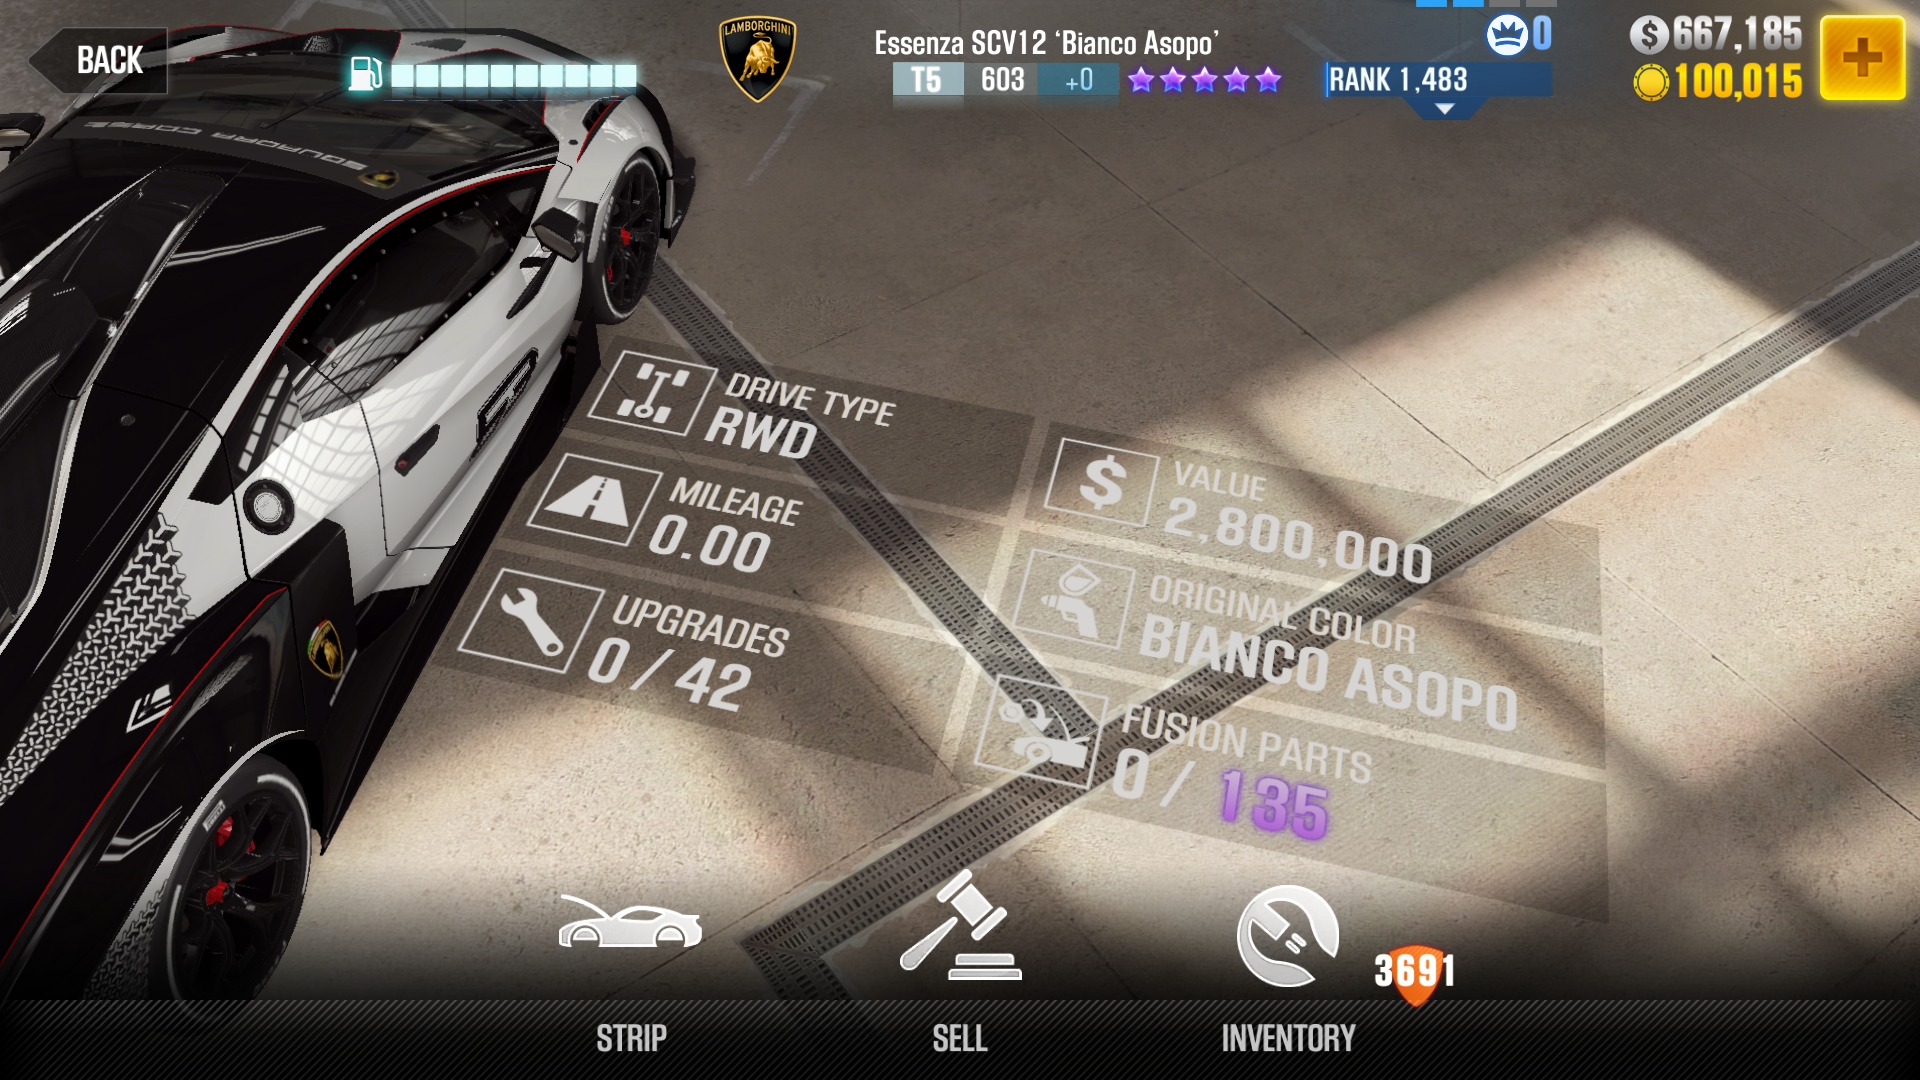 BACK
LAMBORGHINI
Essenza SCV12 ‘Bianco Asopo’
T5 603 +0
RANK 1,483
0
667,185
100,015
SQUADRA CORSE
DRIVE TYPE
RWD
MILEAGE
0.00
UPGRADES
0 / 42
VALUE
2,800,000
ORIGINAL COLOR
BIANCO ASOPO
FUSION PARTS
0 / 135
3691
STRIP
SELL
INVENTORY